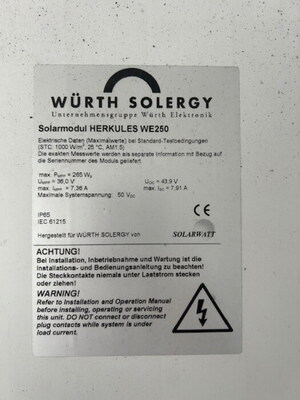 WÜRTH SOLERGY
Unternehmensgruppe Würth Elektronik
Solarmodul HERKULES WE250
Elektrische Daten (Maximalwerte) bei Standard-Testbedingungen
(STC: 1000 W/m², 25 °C, AM1.5)
Die exakten Messwerte werden als separate Information mit Bezug auf
die Seriennummer des Moduls geliefert.
max. PMPP = 265 Wp
UMPP = 36,0 V UOC = 43,9 V
max. IMPP = 7,36 A max. ISC = 7,91 A
Maximale Systemspannung: 50 VDC
IP65
IEC 61215
CE
Hergestellt für WÜRTH SOLERGY von SOLARWATT
ACHTUNG!
Bei Installation, Inbetriebnahme und Wartung ist die
Installations- und Bedienungsanleitung zu beachten!
Die Steckkontakte niemals unter Laststrom stecken
oder ziehen!
WARNING!
Refer to Installation and Operation Manual
before installing, operating or servicing
this unit. DO NOT connect or disconnect
plug contacts while system is under
load current.